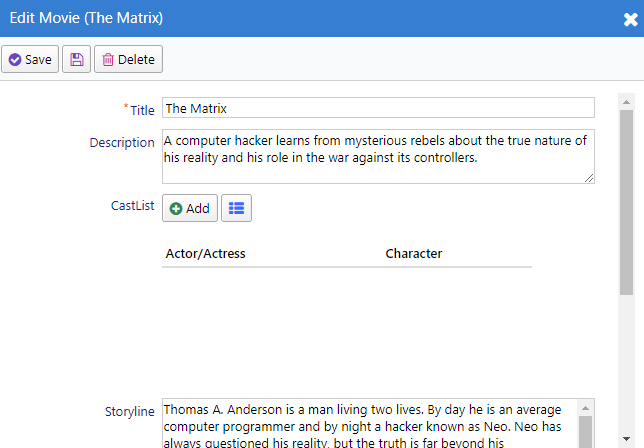 Edit Movie (The Matrix)
Save Delete
*Title The Matrix
Description A computer hacker learns from mysterious rebels about the true nature of
his reality and his role in the war against its controllers.
CastList Add
Actor/Actress Character
Storyline Thomas A. Anderson is a man living two lives. By day he is an average
computer programmer and by night a hacker known as Neo. Neo has
always questioned his reality, but the truth is far beyond his